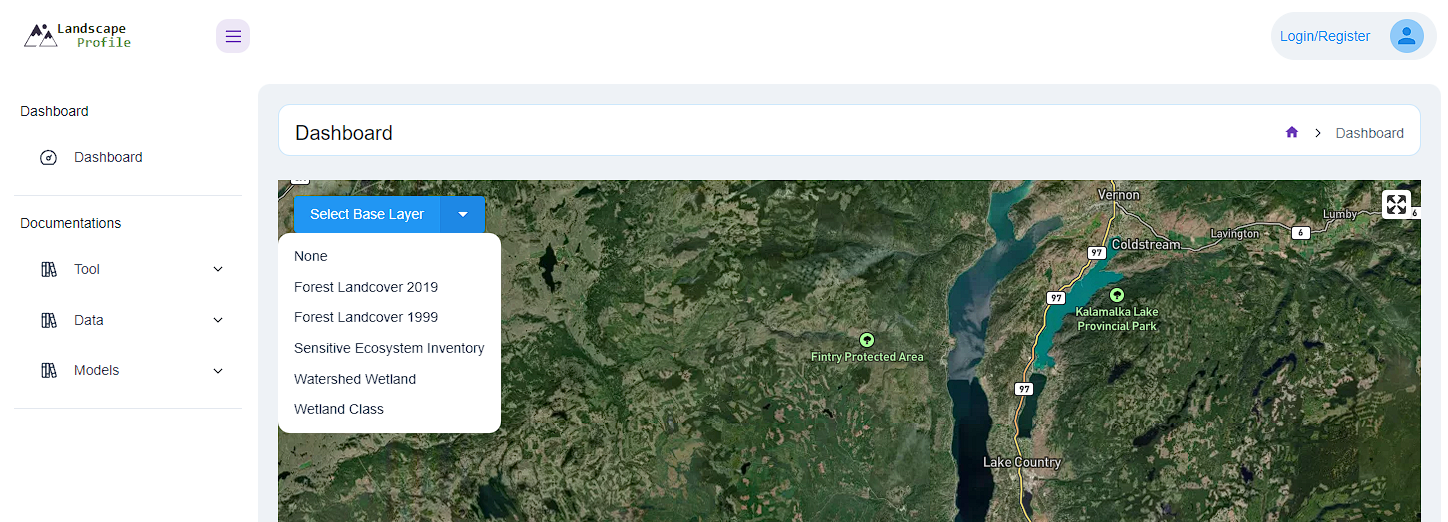 Landscape
Profile
Login/Register
Dashboard
Dashboard
Documentations
Tool
Data
Models
Dashboard
Dashboard
Select Base Layer
None
Forest Landcover 2019
Forest Landcover 1999
Sensitive Ecosystem Inventory
Watershed Wetland
Wetland Class
Vernon
Lumby
6
Lavington
6
Coldstream
97
97
Kalamalka Lake
Provincial Park
Fintry Protected Area
97
Lake Country